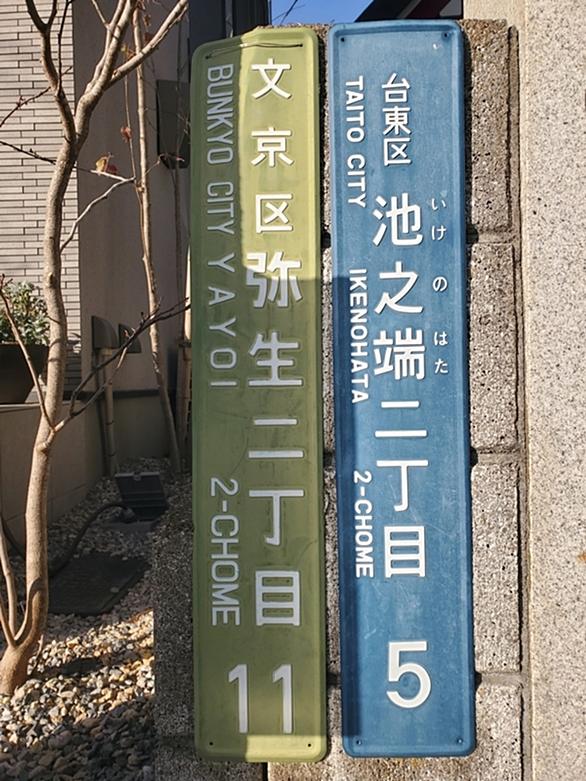 文京区弥生二丁目 11
BUNKYO CITY YAYOI 2-CHOME
台東区 池之端二丁目 5
いけ の はた
TAITO CITY IKENOHATA 2-CHOME